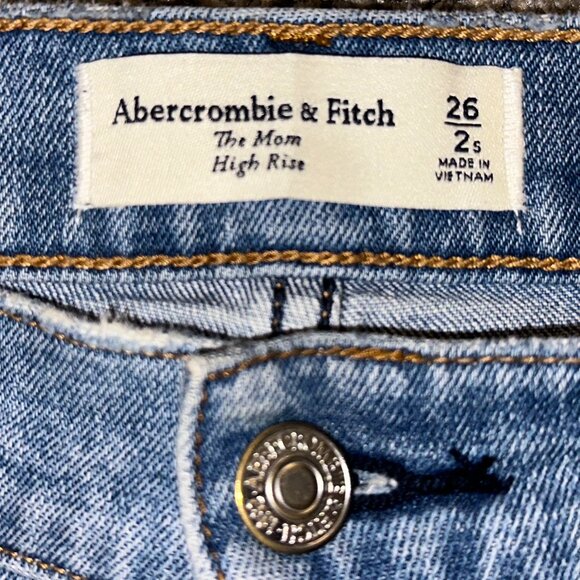 Abercrombie & Fitch
The Mom
High Rise
26
2s
MADE IN
VIETNAM